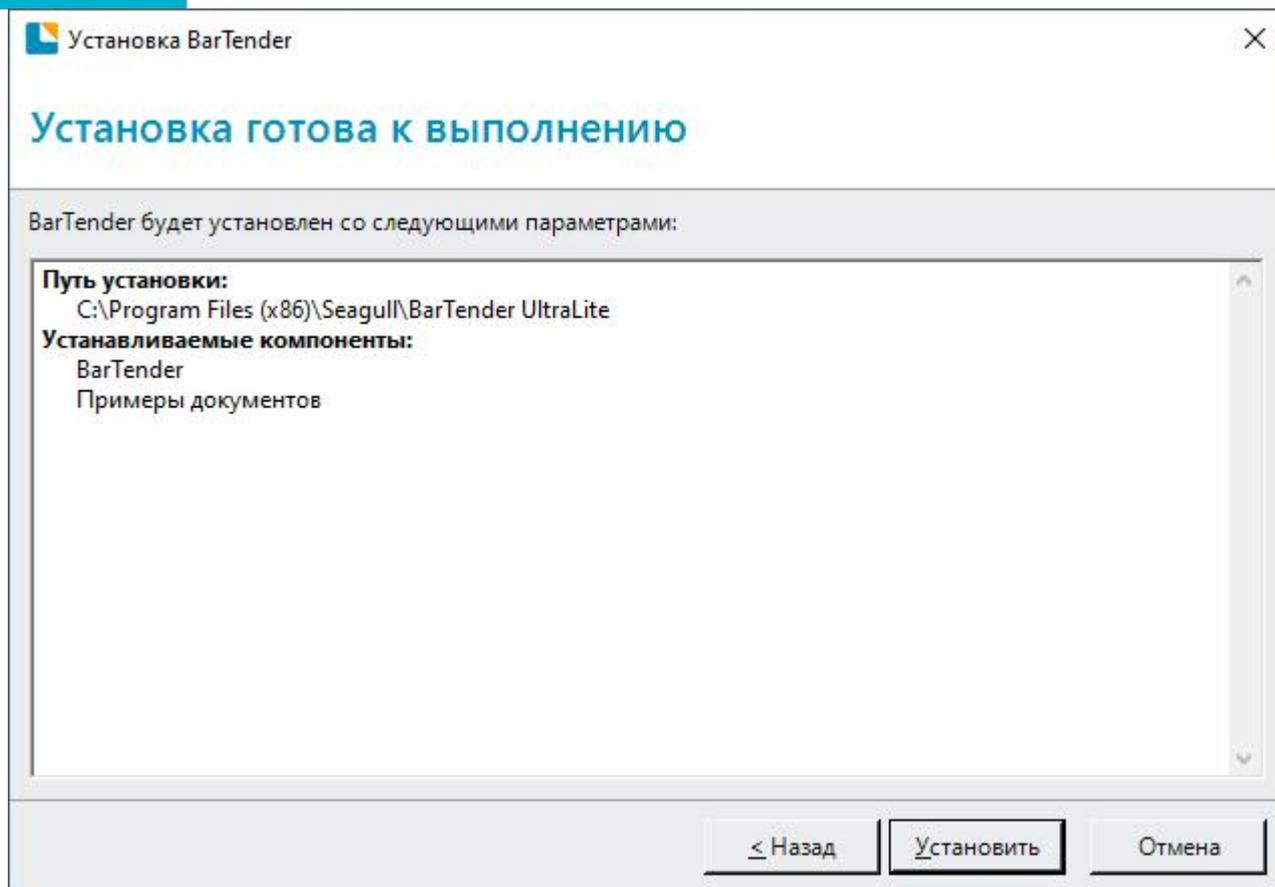 Установка BarTender
Установка готова к выполнению
BarTender будет установлен со следующими параметрами:
Путь установки:
C:\Program Files (x86)\Seagull\BarTender UltraLite
Устанавливаемые компоненты:
BarTender
Примеры документов
< Назад
Установить
Отмена